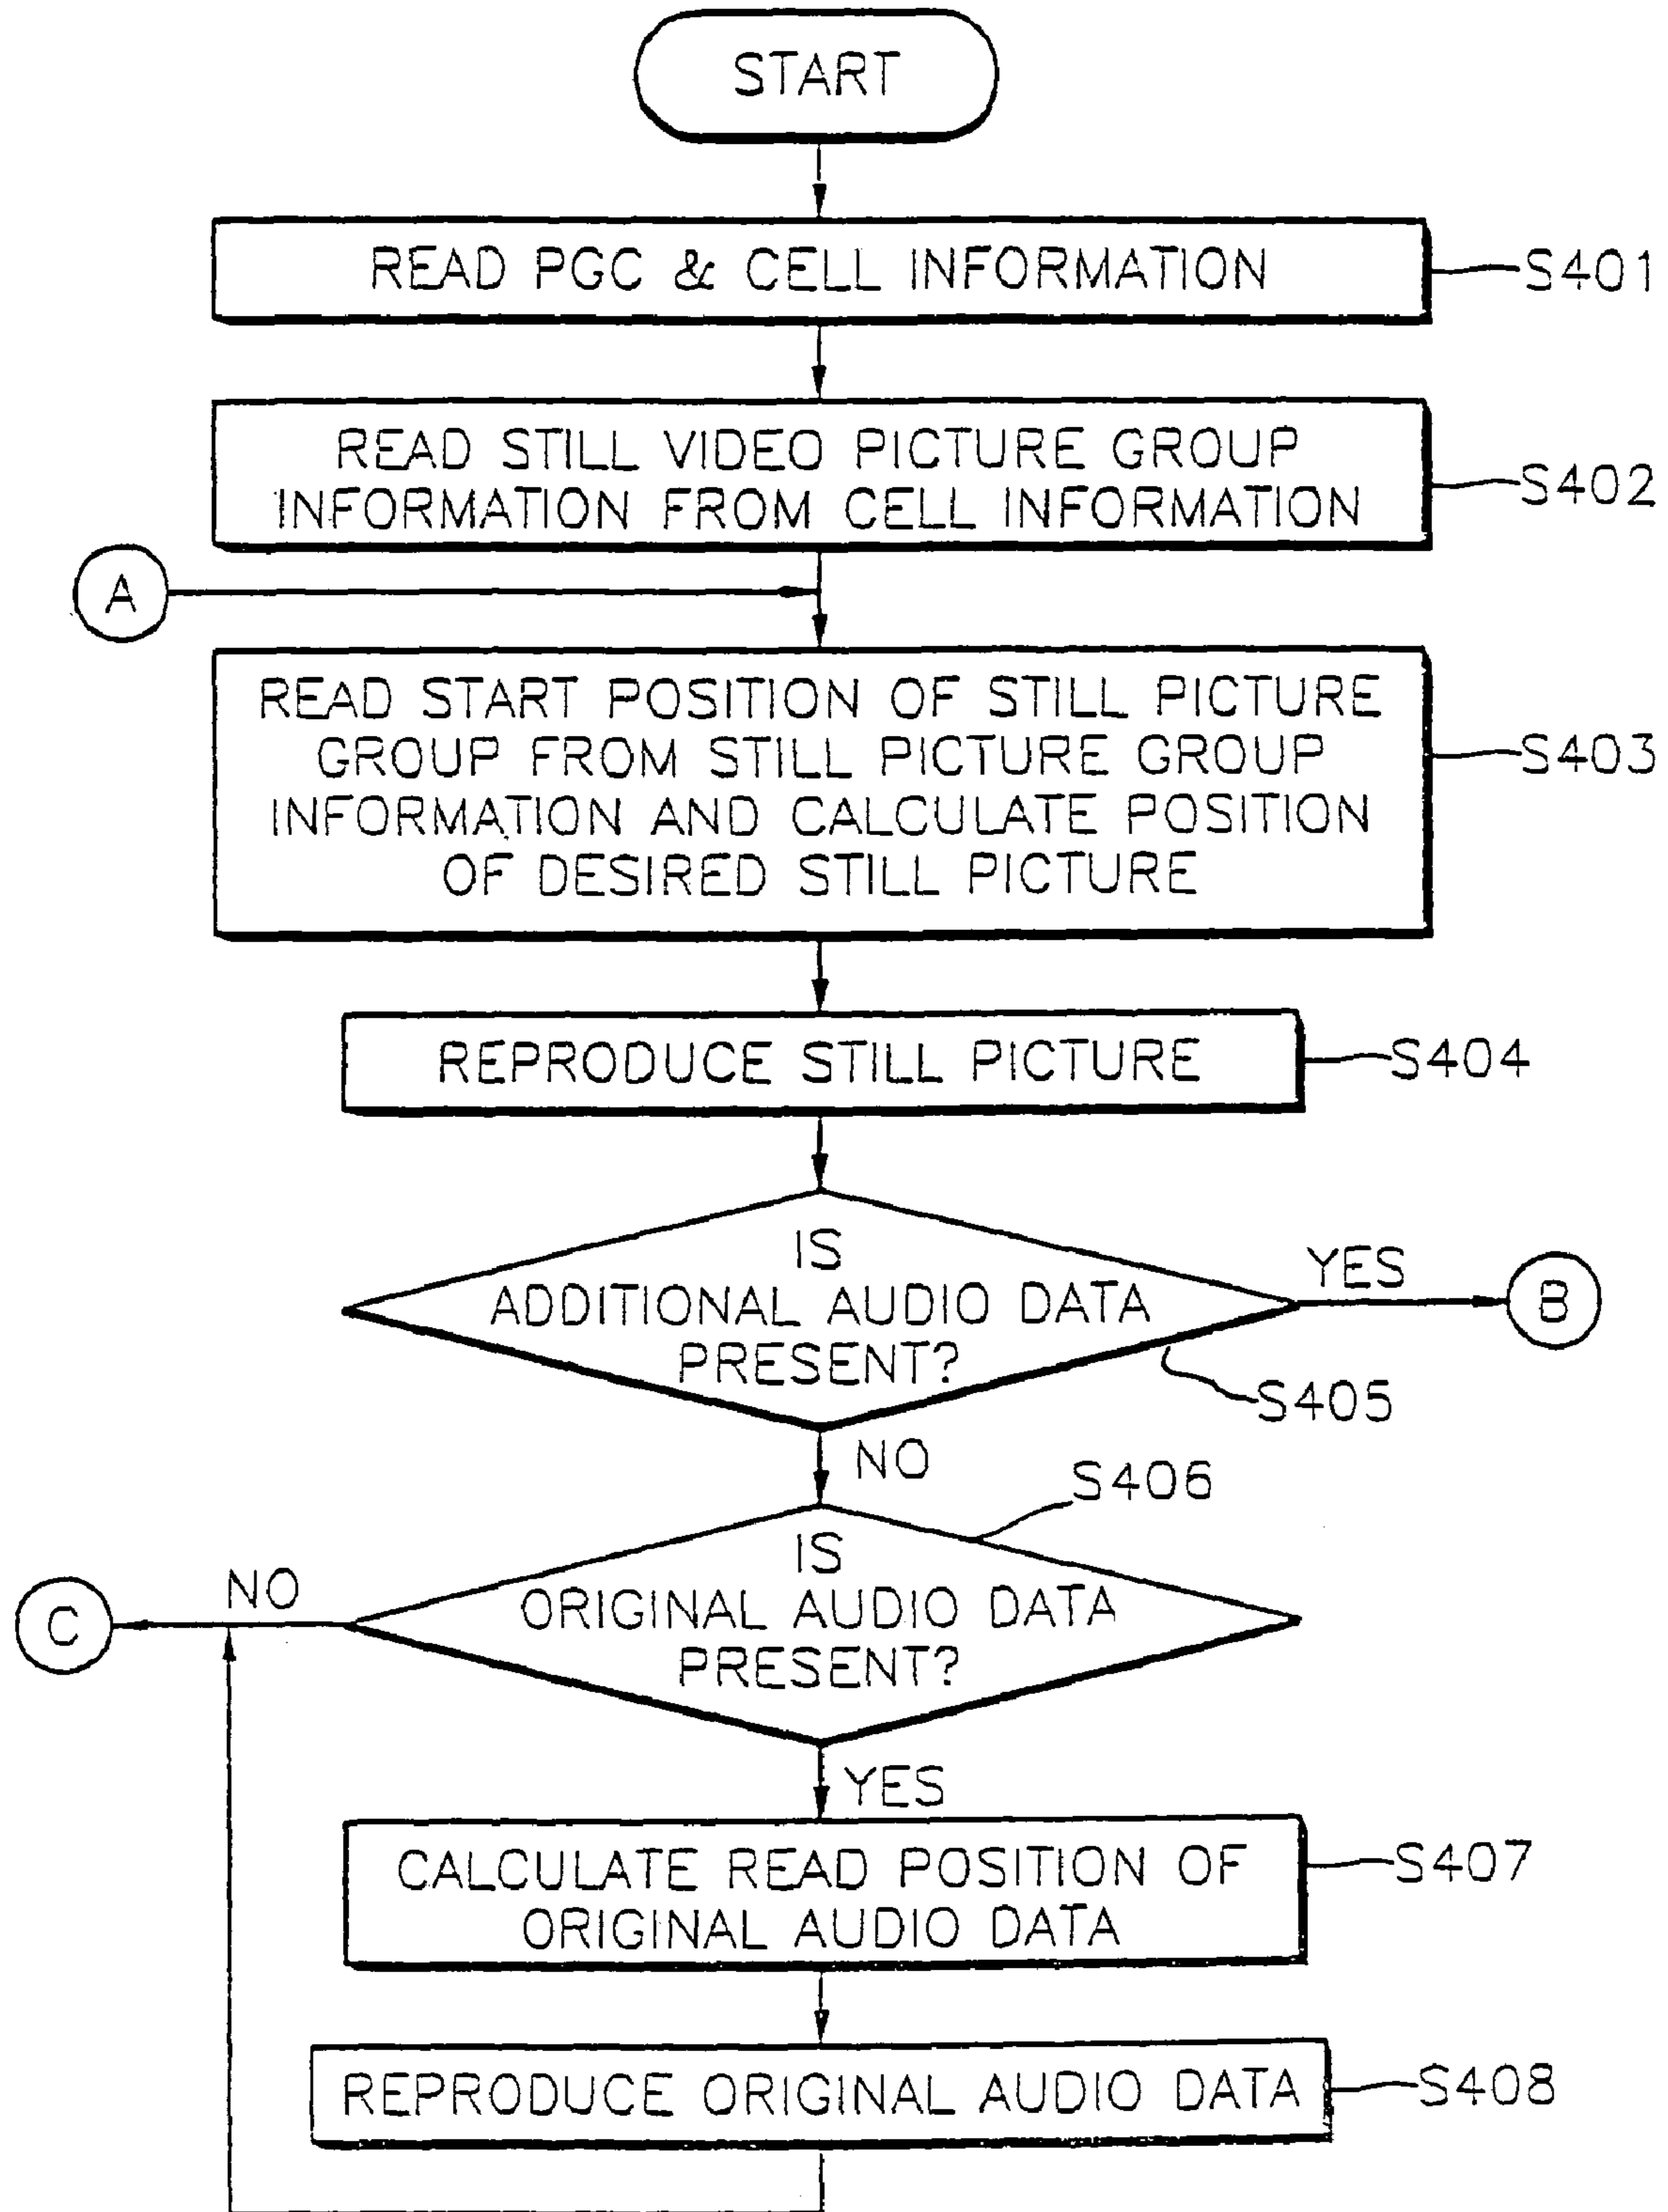 START
READ PGC & CELL INFORMATION
S401
READ STILL VIDEO PICTURE GROUP
INFORMATION FROM CELL INFORMATION
S402
A
READ START POSITION OF STILL PICTURE
GROUP FROM STILL PICTURE GROUP
INFORMATION AND CALCULATE POSITION
OF DESIRED STILL PICTURE
S403
REPRODUCE STILL PICTURE
S404
IS
ADDITIONAL AUDIO DATA
PRESENT?
YES
B
S405
NO
S406
IS
ORIGINAL AUDIO DATA
PRESENT?
NO
C
YES
CALCULATE READ POSITION OF
ORIGINAL AUDIO DATA
S407
REPRODUCE ORIGINAL AUDIO DATA
S408